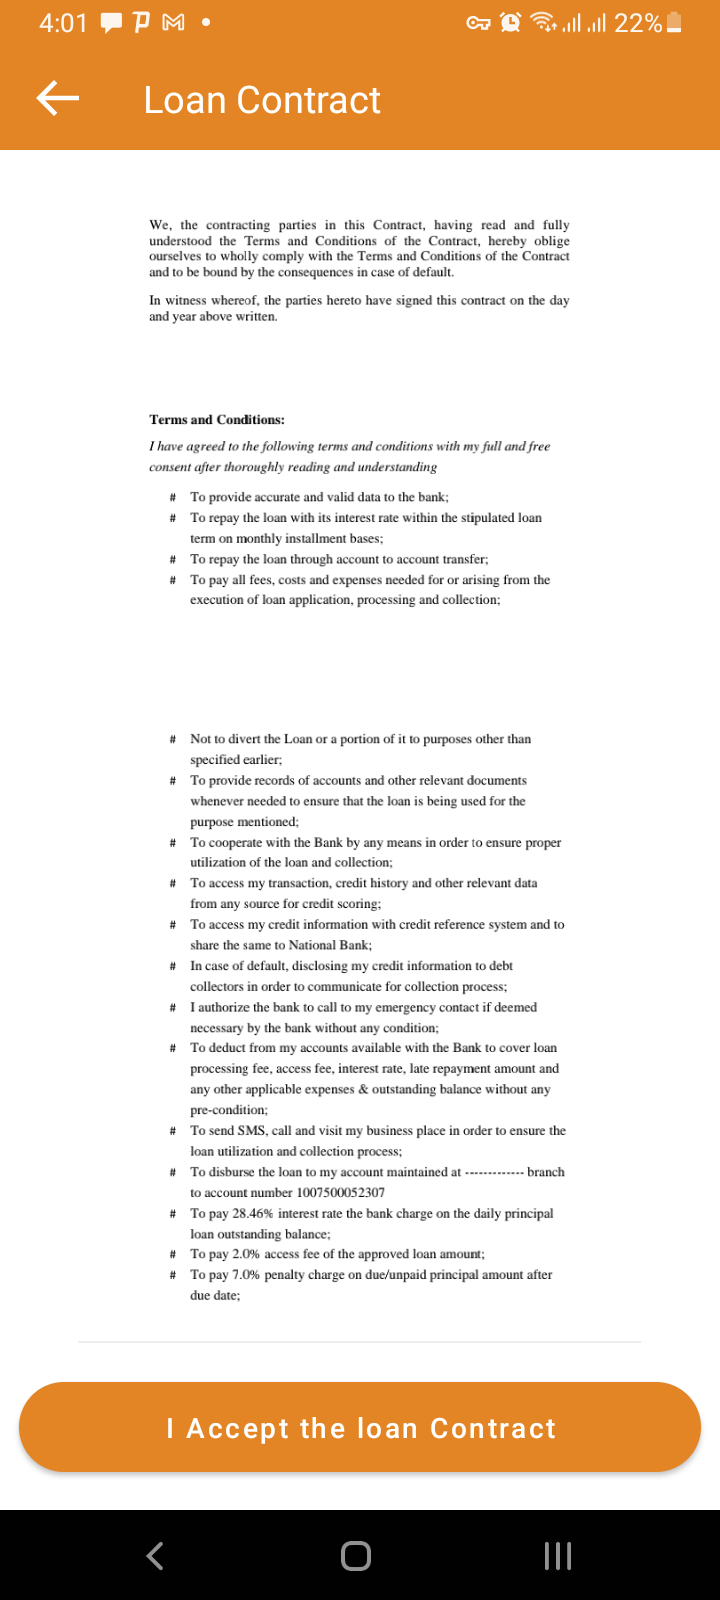 4:01
22%
Loan Contract
We, the contracting parties in this Contract, having read and fully
understood the Terms and Conditions of the Contract, hereby oblige
ourselves to wholly comply with the Terms and Conditions of the Contract
and to be bound by the consequences in case of default.
In witness whereof, the parties hereto have signed this contract on the day
and year above written.
Terms and Conditions:
I have agreed to the following terms and conditions with my full and free
consent after thoroughly reading and understanding
# To provide accurate and valid data to the bank;
# To repay the loan with its interest rate within the stipulated loan
term on monthly installment bases;
# To repay the loan through account to account transfer;
# To pay all fees, costs and expenses needed for or arising from the
execution of loan application, processing and collection;
# Not to divert the Loan or a portion of it to purposes other than
specified earlier;
# To provide records of accounts and other relevant documents
whenever needed to ensure that the loan is being used for the
purpose mentioned;
# To cooperate with the Bank by any means in order to ensure proper
utilization of the loan and collection;
# To access my transaction, credit history and other relevant data
from any source for credit scoring;
# To access my credit information with credit reference system and to
share the same to National Bank;
# In case of default, disclosing my credit information to debt
collectors in order to communicate for collection process;
# I authorize the bank to call to my emergency contact if deemed
necessary by the bank without any condition;
# To deduct from my accounts available with the Bank to cover loan
processing fee, access fee, interest rate, late repayment amount and
any other applicable expenses & outstanding balance without any
pre-condition;
# To send SMS, call and visit my business place in order to ensure the
loan utilization and collection process;
# To disburse the loan to my account maintained at ------------- branch
to account number 1007500052307
# To pay 28.46% interest rate the bank charge on the daily principal
loan outstanding balance;
# To pay 2.0% access fee of the approved loan amount;
# To pay 7.0% penalty charge on due/unpaid principal amount after
due date;
I Accept the loan Contract